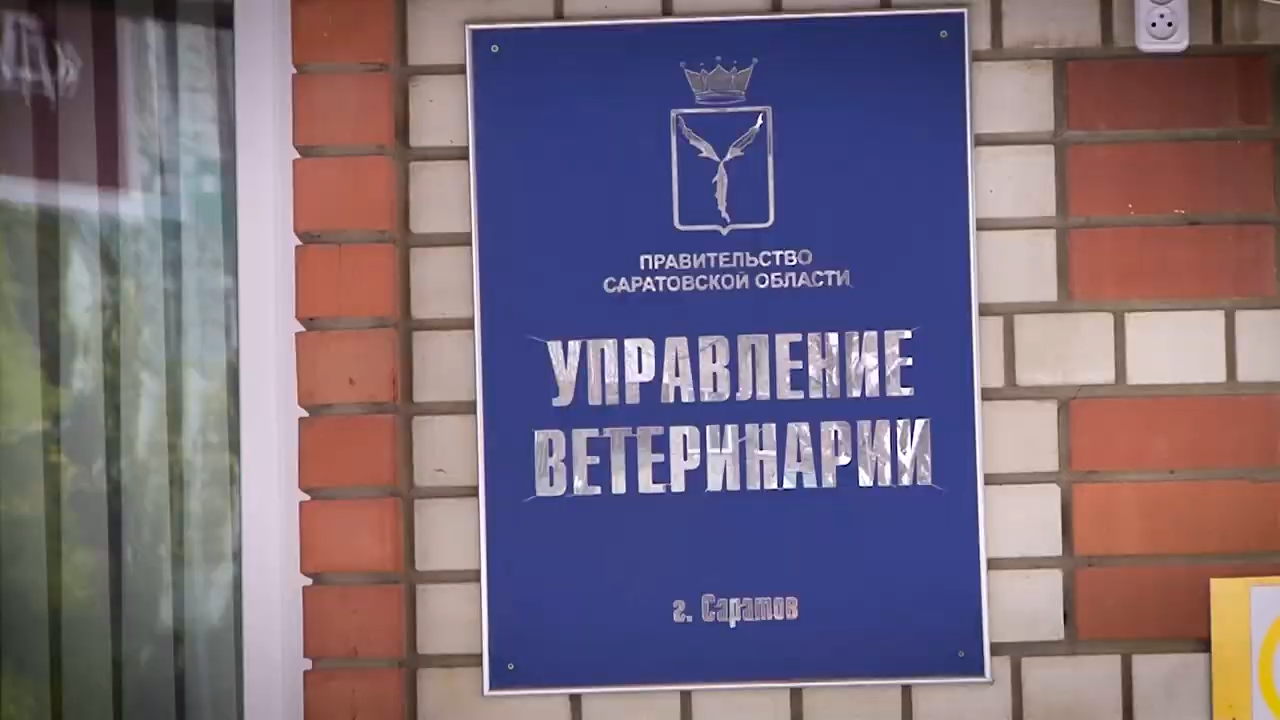 ПРАВИТЕЛЬСТВО
САРАТОВСКОЙ ОБЛАСТИ
УПРАВЛЕНИЕ
ВЕТЕРИНАРИИ
г. Саратов